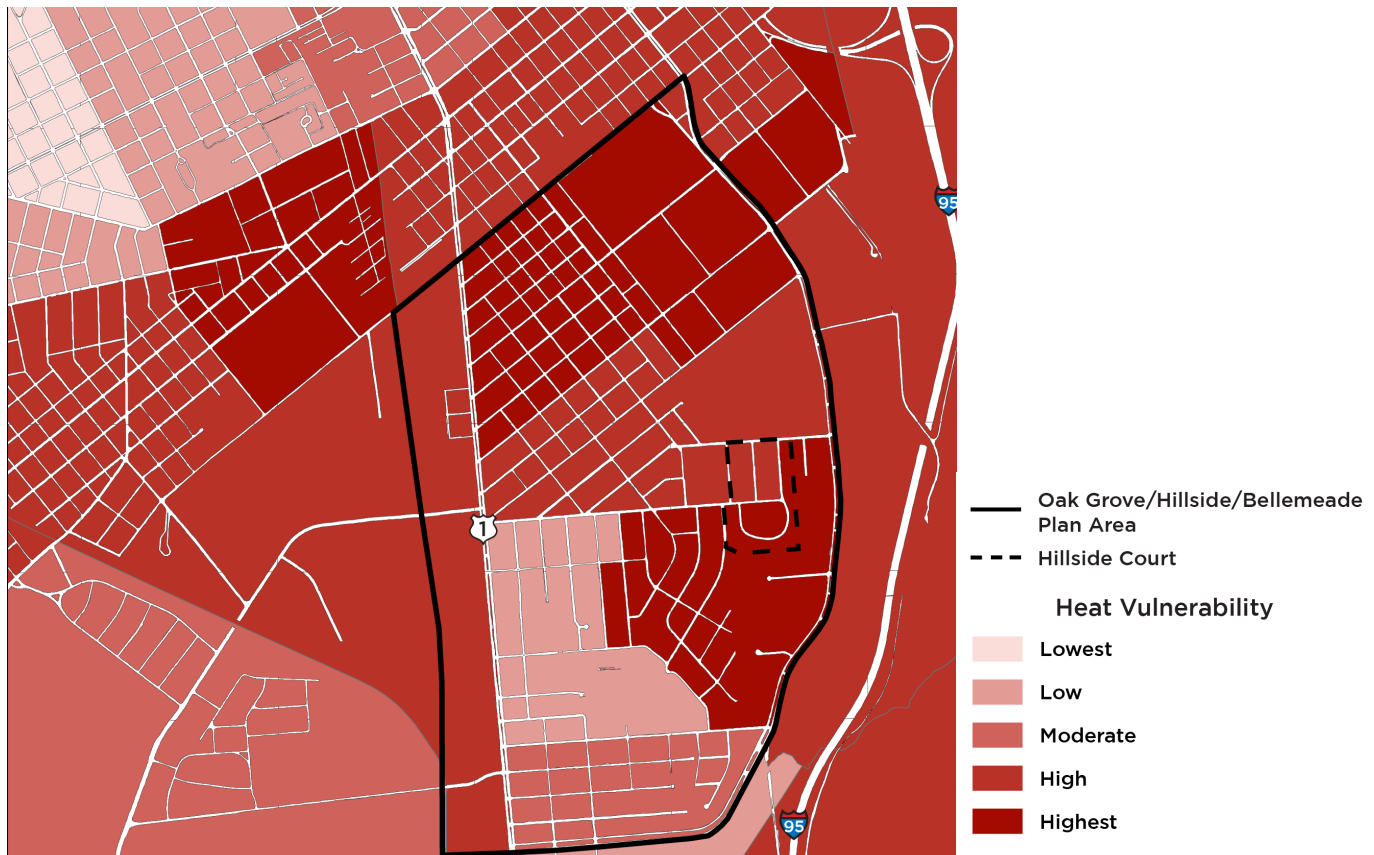 95
1
Oak Grove/Hillside/Bellemeade
Plan Area
Hillside Court
Heat Vulnerability
Lowest
Low
Moderate
High
Highest
95